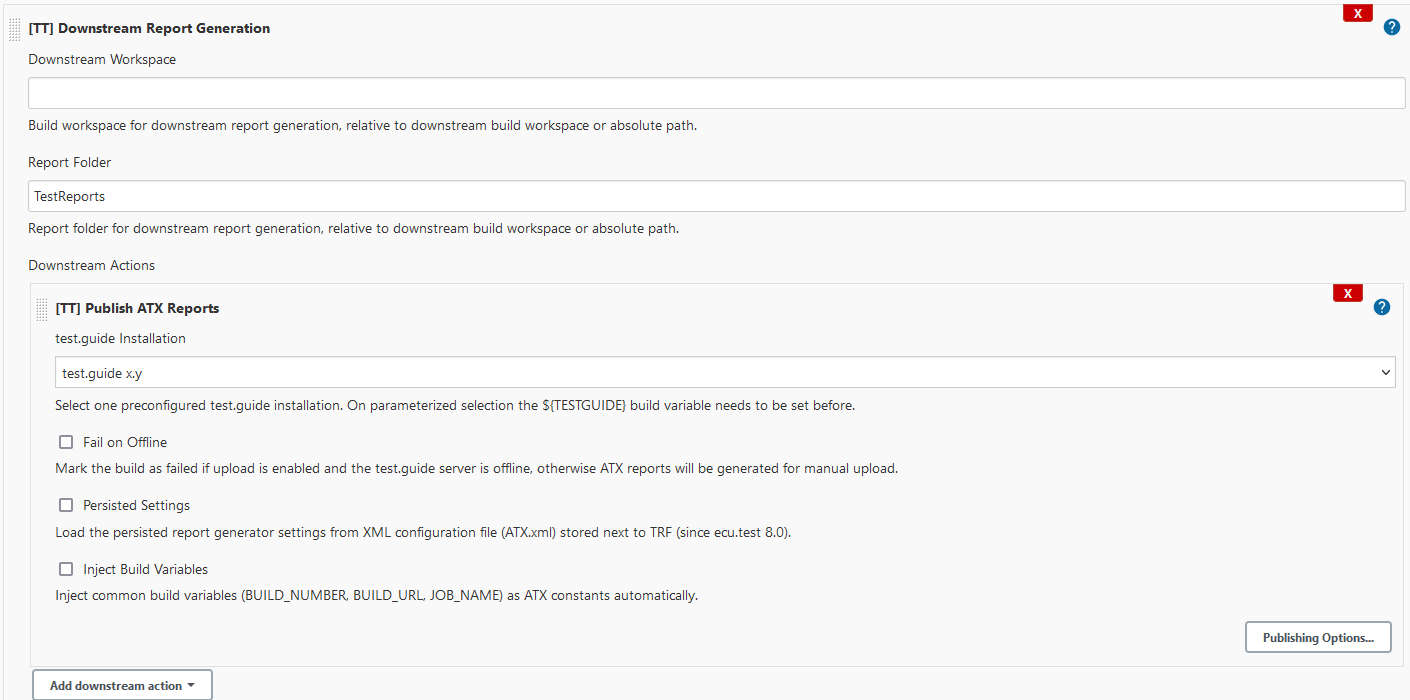 X
[TT] Downstream Report Generation
?
Downstream Workspace
Build workspace for downstream report generation, relative to downstream build workspace or absolute path.
Report Folder
TestReports
Report folder for downstream report generation, relative to downstream build workspace or absolute path.
Downstream Actions
X
[TT] Publish ATX Reports
?
test.guide Installation
test.guide x.y
Select one preconfigured test.guide installation. On parameterized selection the ${TESTGUIDE} build variable needs to be set before.
Fail on Offline
Mark the build as failed if upload is enabled and the test.guide server is offline, otherwise ATX reports will be generated for manual upload.
Persisted Settings
Load the persisted report generator settings from XML configuration file (ATX.xml) stored next to TRF (since ecu.test 8.0).
Inject Build Variables
Inject common build variables (BUILD_NUMBER, BUILD_URL, JOB_NAME) as ATX constants automatically.
Publishing Options...
Add downstream action